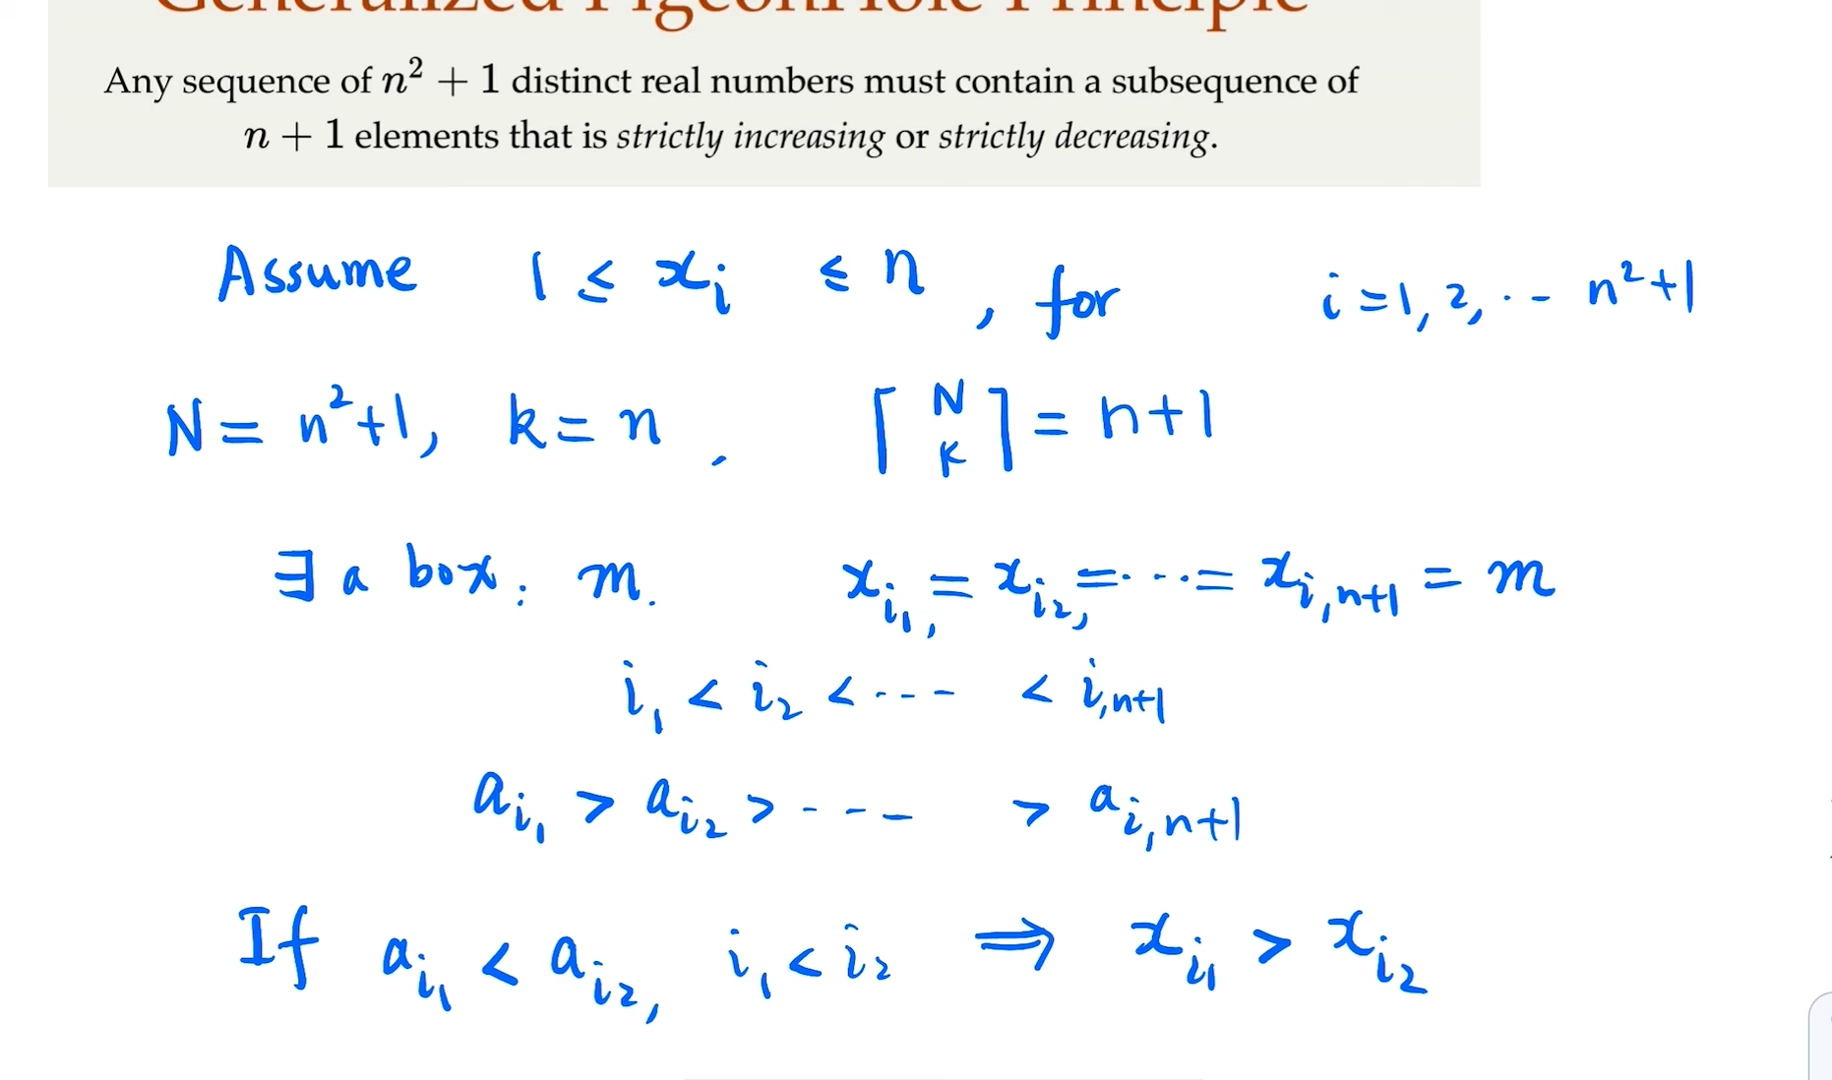 Generalized PigeonHole Principle
Any sequence of n² + 1 distinct real numbers must contain a subsequence of
n + 1 elements that is strictly increasing or strictly decreasing.
Assume 1 ≤ xᵢ ≤ n, for i = 1, 2, ·-- n²+1
N = n²+1, k = n, ⌈N/K⌉ = n+1
∃ a box: m. x_{i₁,} = x_{i₂,} = ··· = x_{i,n+1} = m
i₁ < i₂ < --- < i,n+1
a_{i₁} > a_{i₂} > --- > a_{i,n+1}
If a_{i₁} < a_{i₂}, i₁ < i₂ ⇒ x_{i₁} > x_{i₂}